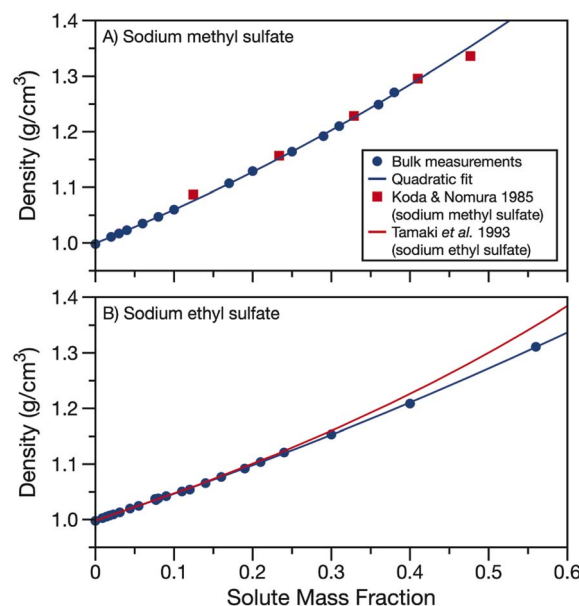 A) Sodium methyl sulfate
1.4
1.3
1.2
1.1
1.0
Density (g/cm³)
Bulk measurements
Quadratic fit
Koda & Nomura 1985
(sodium methyl sulfate)
Tamaki et al. 1993
(sodium ethyl sulfate)
B) Sodium ethyl sulfate
1.4
1.3
1.2
1.1
1.0
Density (g/cm³)
0 0.1 0.2 0.3 0.4 0.5 0.6
Solute Mass Fraction